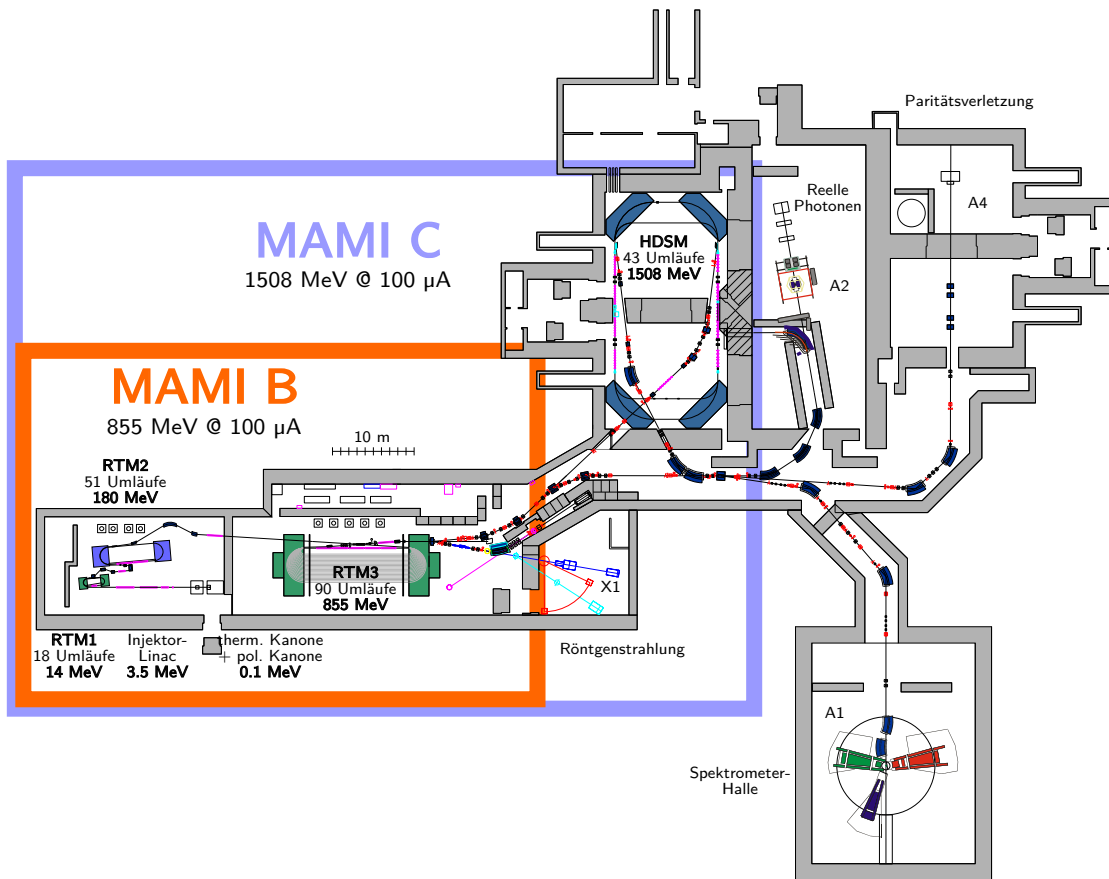 Paritätsverletzung
Reelle
Photonen
A4
MAMI C
1508 MeV @ 100 µA
HDSM
43 Umläufe
1508 MeV
A2
MAMI B
855 MeV @ 100 µA
10 m
RTM2
51 Umläufe
180 MeV
RTM3
90 Umläufe
855 MeV
X1
RTM1
18 Umläufe
14 MeV
Injektor-
Linac
3.5 MeV
therm. Kanone
+ pol. Kanone
0.1 MeV
Röntgenstrahlung
A1
Spektrometer-
Halle